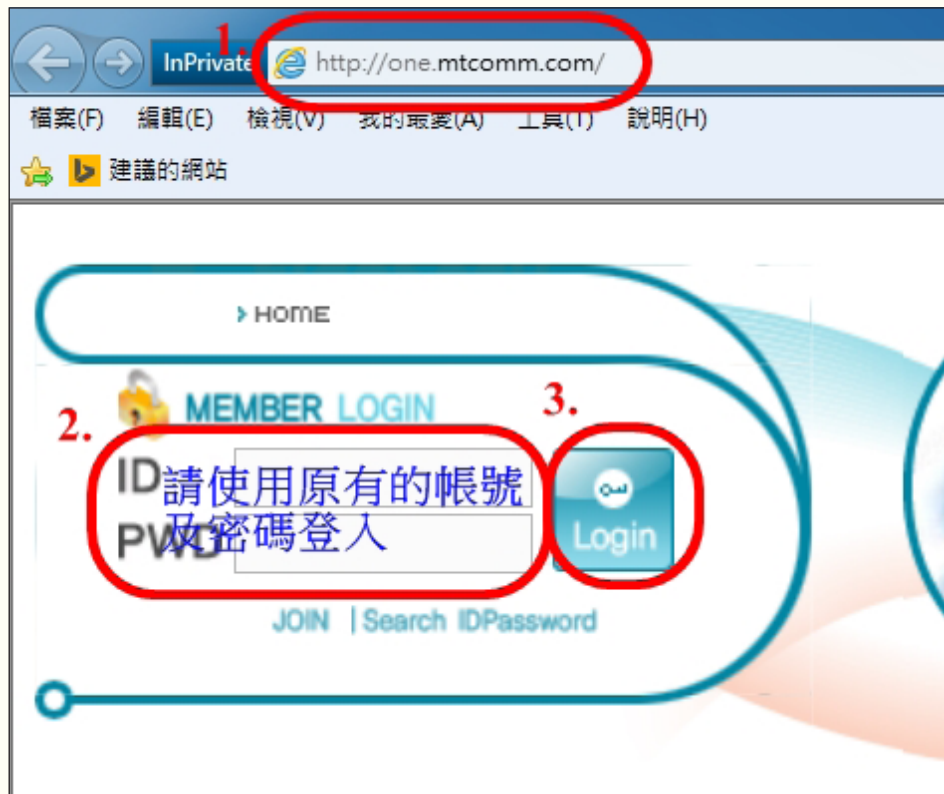 1.
InPrivate http://one.mtcomm.com/
檔案(F) 編輯(E) 檢視(V) 我的最愛(A) 工具(T) 說明(H)
建議的網站
HOME
MEMBER LOGIN
2.
3.
ID
請使用原有的帳號
PWD
及密碼登入
Login
JOIN | Search IDPassword